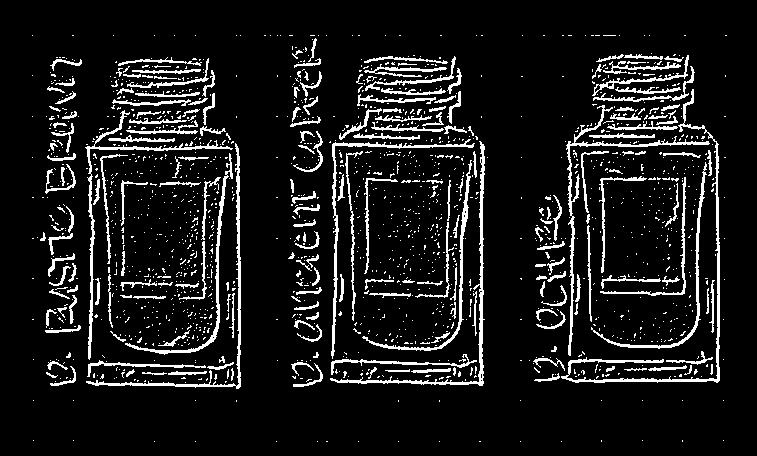 D. RUSTIC BROWN
D. ANCIENT COPPER
D. OCHRE